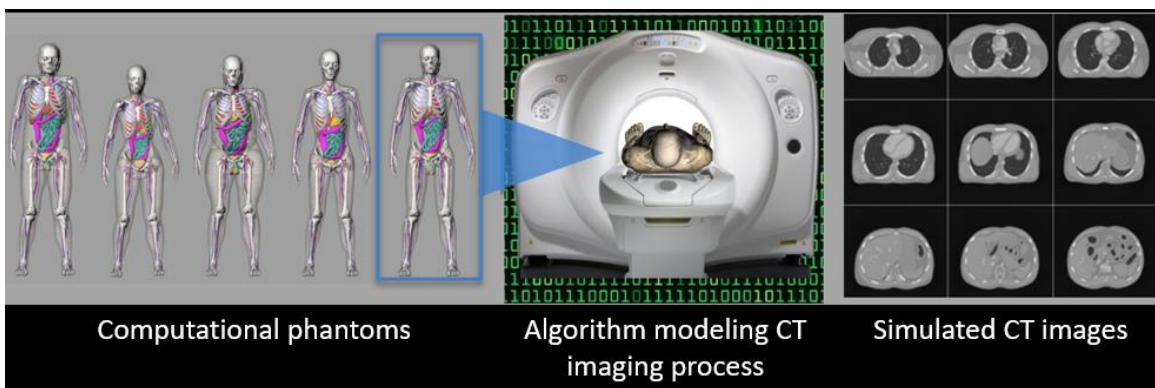 Computational phantoms
Algorithm modeling CT
imaging process
Simulated CT images